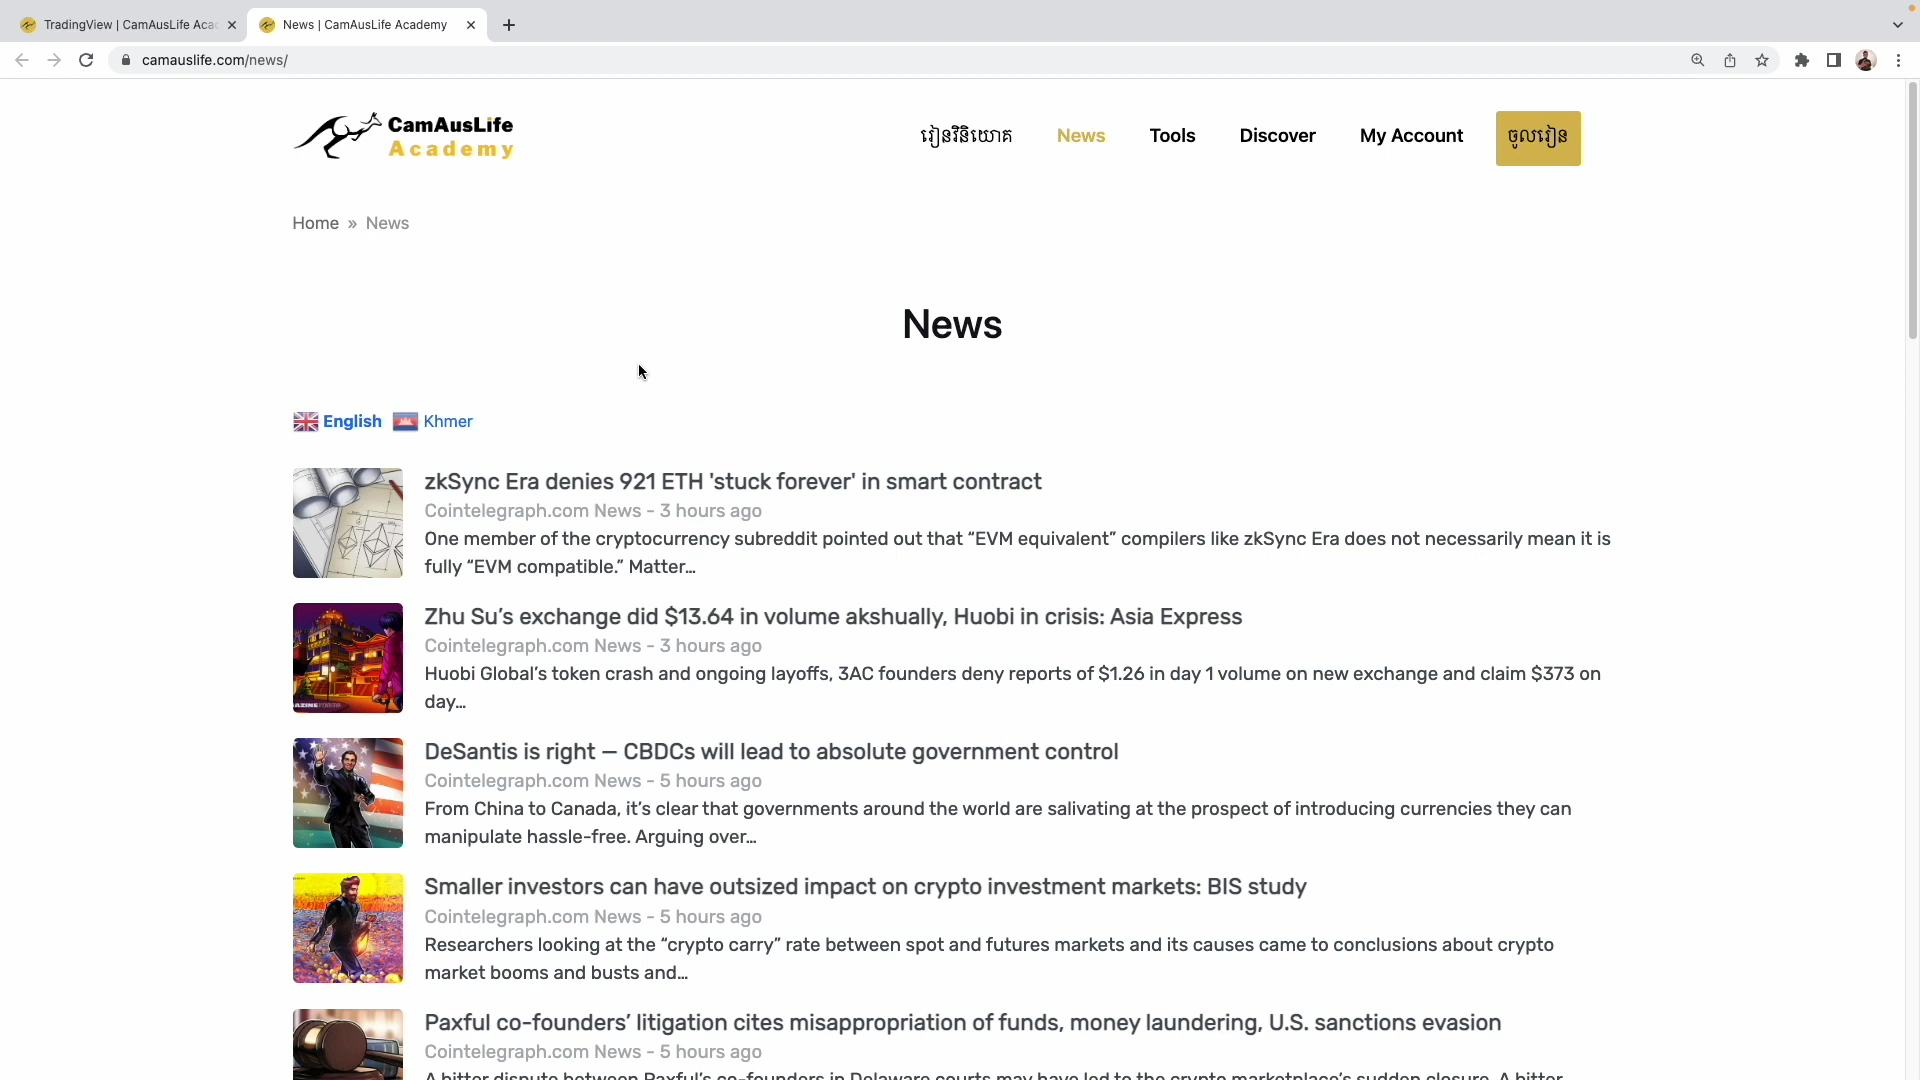 TradingView | CamAusLife Aca
News | CamAusLife Academy
camauslife.com/news/
CamAusLife
Academy
រៀនវិនិយោគ
News
Tools
Discover
My Account
ចូលរៀន
Home » News
News
English
Khmer
zkSync Era denies 921 ETH 'stuck forever' in smart contract
Cointelegraph.com News - 3 hours ago
One member of the cryptocurrency subreddit pointed out that “EVM equivalent” compilers like zkSync Era does not necessarily mean it is
fully “EVM compatible.” Matter...
Zhu Su’s exchange did $13.64 in volume akshually, Huobi in crisis: Asia Express
Cointelegraph.com News - 3 hours ago
Huobi Global’s token crash and ongoing layoffs, 3AC founders deny reports of $1.26 in day 1 volume on new exchange and claim $373 on
day...
DeSantis is right — CBDCs will lead to absolute government control
Cointelegraph.com News - 5 hours ago
From China to Canada, it’s clear that governments around the world are salivating at the prospect of introducing currencies they can
manipulate hassle-free. Arguing over...
Smaller investors can have outsized impact on crypto investment markets: BIS study
Cointelegraph.com News - 5 hours ago
Researchers looking at the “crypto carry” rate between spot and futures markets and its causes came to conclusions about crypto
market booms and busts and...
Paxful co-founders’ litigation cites misappropriation of funds, money laundering, U.S. sanctions evasion
Cointelegraph.com News - 5 hours ago
A bitter dispute between Paxful’s co-founders in Delaware courts may have led to the crypto marketplace’s sudden closure. A bitter